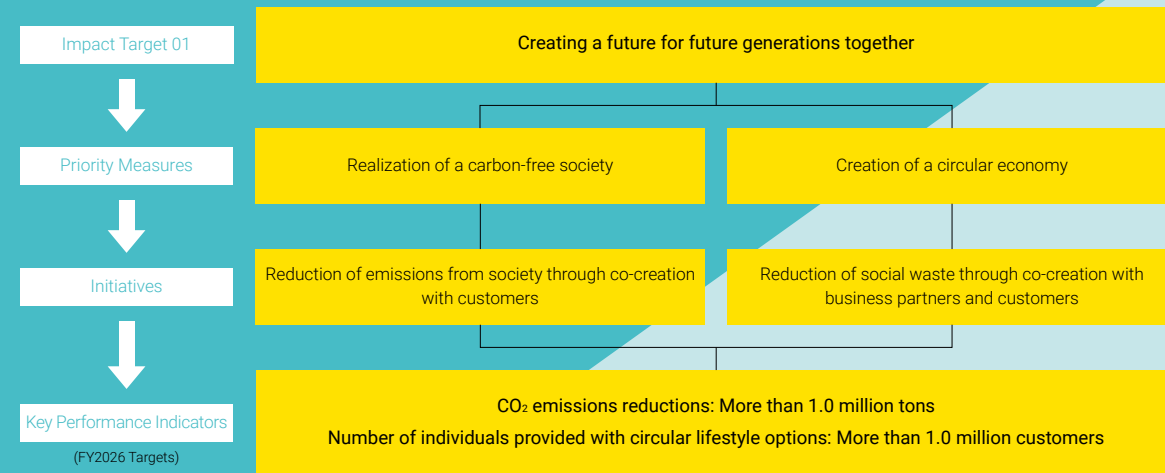 Impact Target 01
Creating a future for future generations together
Priority Measures
Realization of a carbon-free society
Creation of a circular economy
Initiatives
Reduction of emissions from society through co-creation
with customers
Reduction of social waste through co-creation with
business partners and customers
Key Performance Indicators
(FY2026 Targets)
CO₂ emissions reductions: More than 1.0 million tons
Number of individuals provided with circular lifestyle options: More than 1.0 million customers